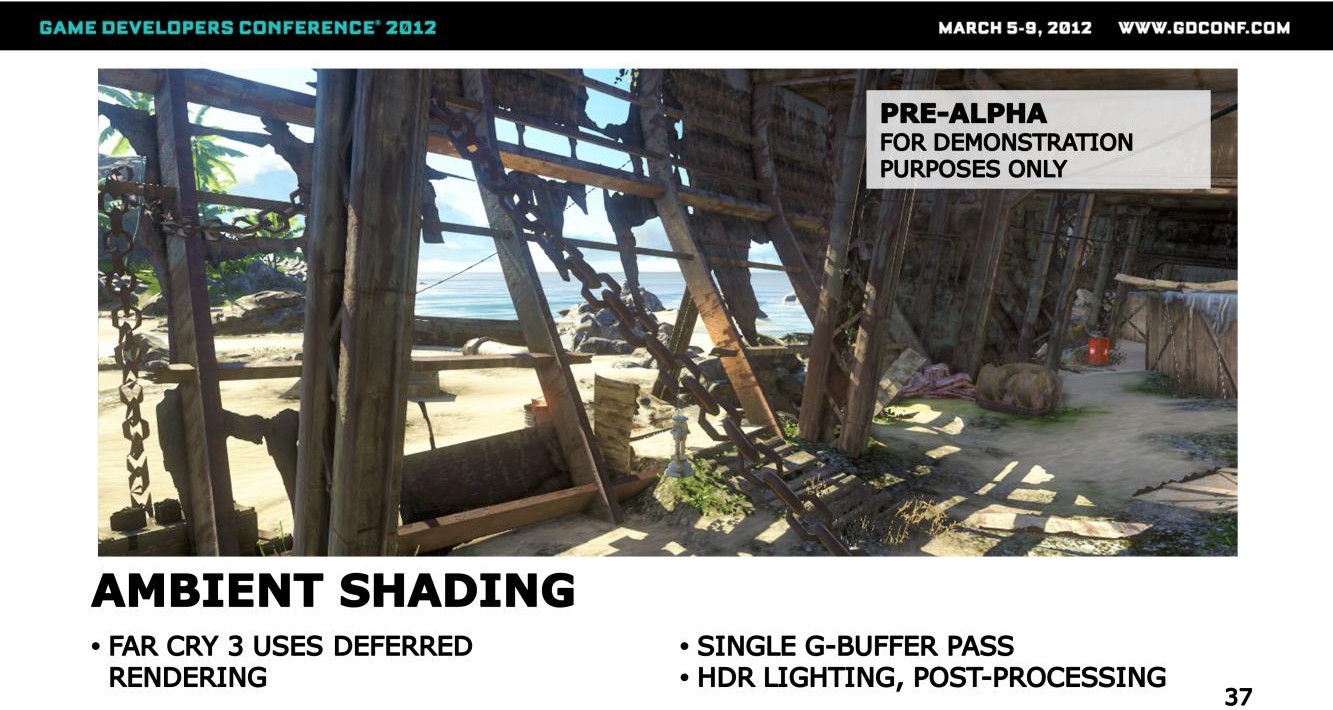 GAME DEVELOPERS CONFERENCE® 2012
MARCH 5-9, 2012
WWW.GDCONF.COM
PRE-ALPHA
FOR DEMONSTRATION
PURPOSES ONLY
AMBIENT SHADING
• FAR CRY 3 USES DEFERRED
RENDERING
• SINGLE G-BUFFER PASS
• HDR LIGHTING, POST-PROCESSING
37